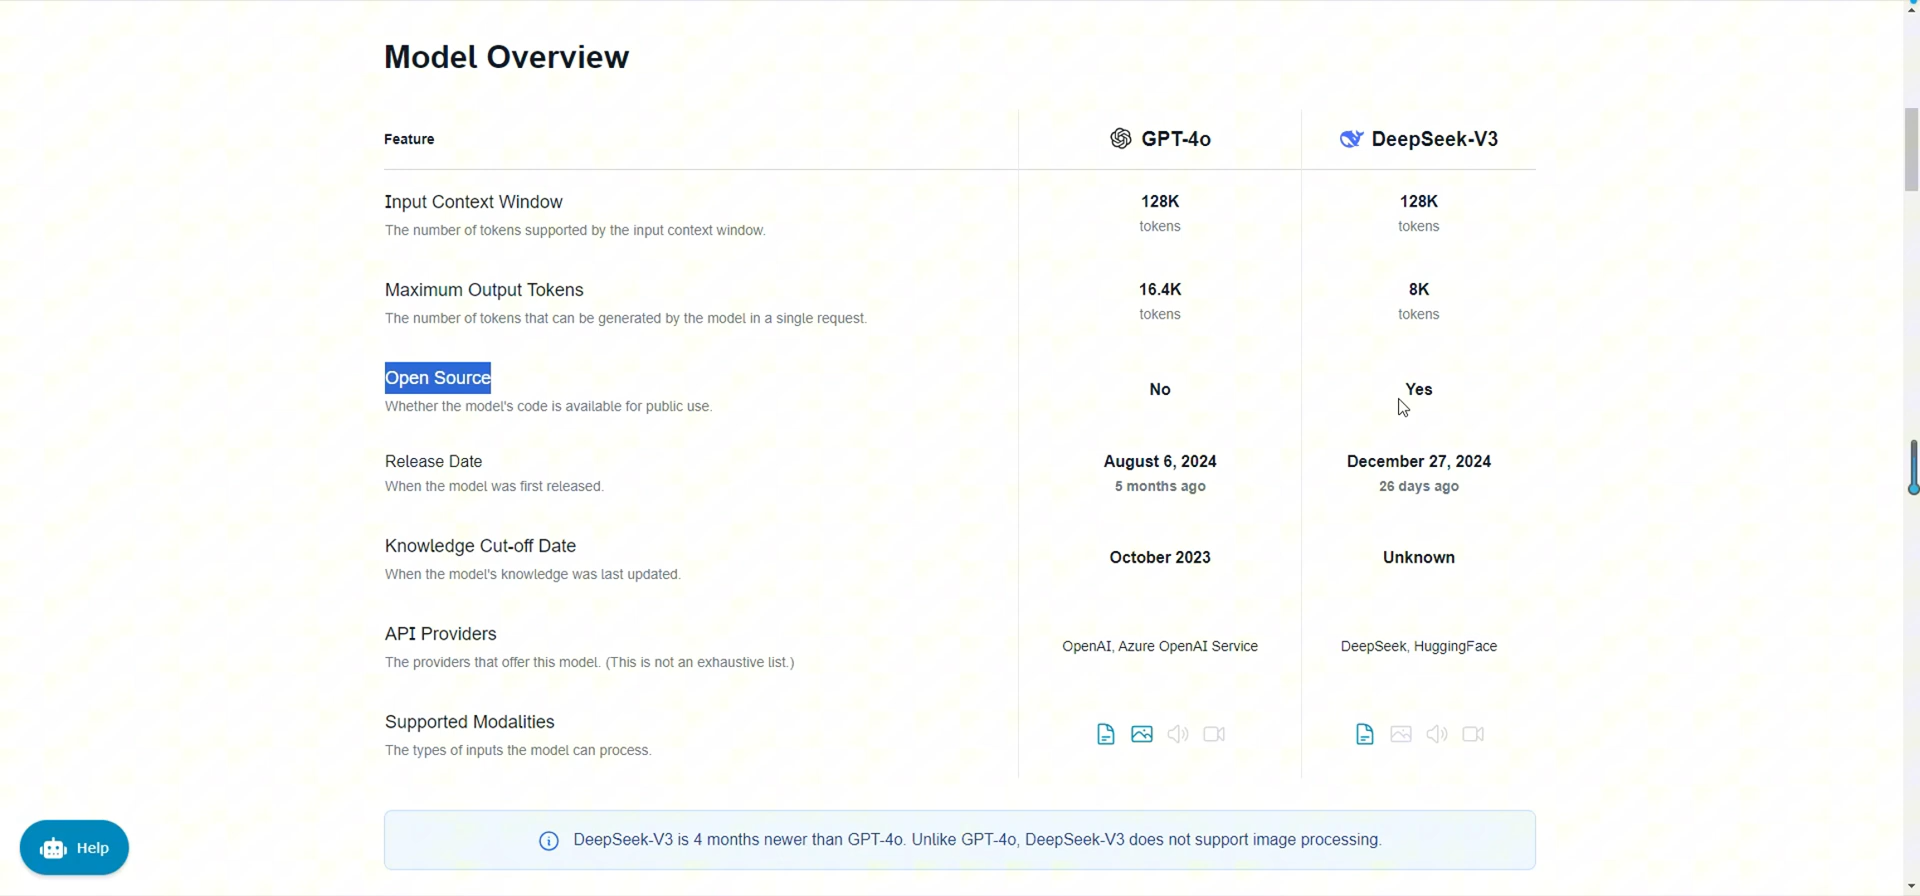 Model Overview
Feature
GPT-4o
DeepSeek-V3
Input Context Window
The number of tokens supported by the input context window.
128K
tokens
128K
tokens
Maximum Output Tokens
The number of tokens that can be generated by the model in a single request.
16.4K
tokens
8K
tokens
Open Source
Whether the model's code is available for public use.
No
Yes
Release Date
When the model was first released.
August 6, 2024
5 months ago
December 27, 2024
26 days ago
Knowledge Cut-off Date
When the model's knowledge was last updated.
October 2023
Unknown
API Providers
The providers that offer this model. (This is not an exhaustive list.)
OpenAI, Azure OpenAI Service
DeepSeek, HuggingFace
Supported Modalities
The types of inputs the model can process.
DeepSeek-V3 is 4 months newer than GPT-4o. Unlike GPT-4o, DeepSeek-V3 does not support image processing.
Help